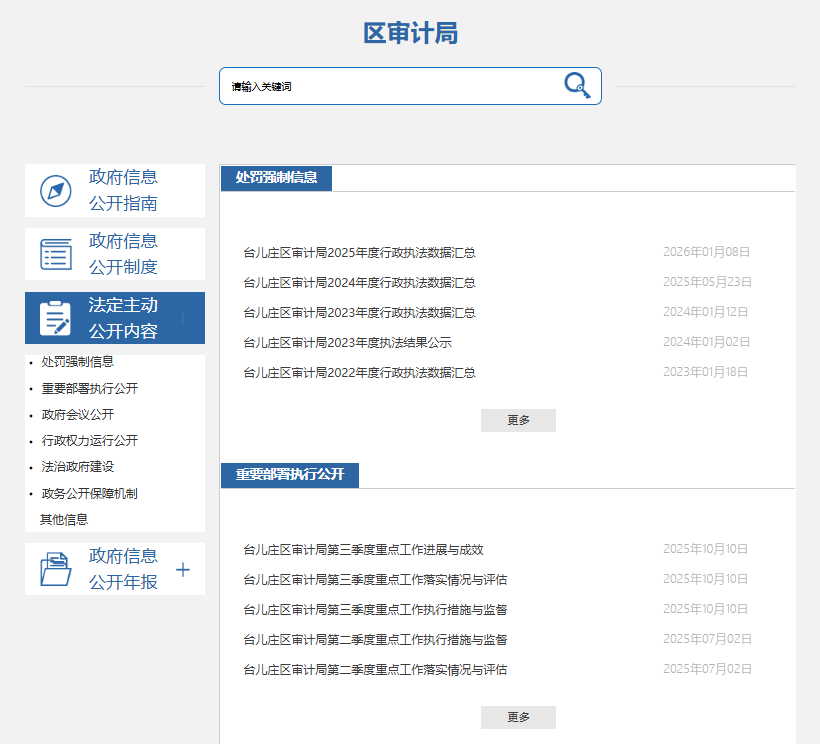 区审计局
请输入关键词
政府信息
公开指南
政府信息
公开制度
法定主动
公开内容
处罚强制信息
重要部署执行公开
政府会议公开
行政权力运行公开
法治政府建设
政务公开保障机制
其他信息
政府信息
公开年报
处罚强制信息
台儿庄区审计局2025年度行政执法数据汇总 2026年01月08日
台儿庄区审计局2024年度行政执法数据汇总 2025年05月23日
台儿庄区审计局2023年度行政执法数据汇总 2024年01月12日
台儿庄区审计局2023年度执法结果公示 2024年01月02日
台儿庄区审计局2022年度行政执法数据汇总 2023年01月18日
更多
重要部署执行公开
台儿庄区审计局第三季度重点工作进展与成效 2025年10月10日
台儿庄区审计局第三季度重点工作落实情况与评估 2025年10月10日
台儿庄区审计局第三季度重点工作执行措施与监督 2025年10月10日
台儿庄区审计局第二季度重点工作执行措施与监督 2025年07月02日
台儿庄区审计局第二季度重点工作落实情况与评估 2025年07月02日
更多